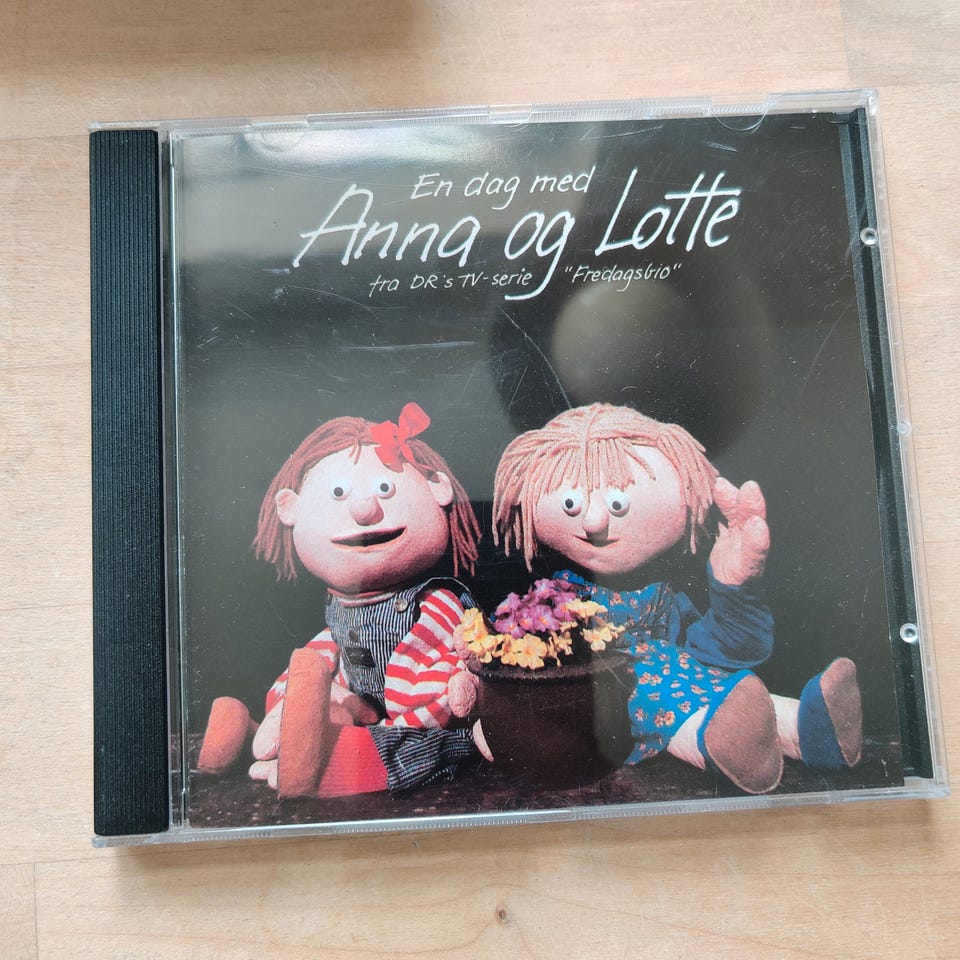 En dag med
Anna og Lotte
fra DR's TV-serie "Fredagsbio"